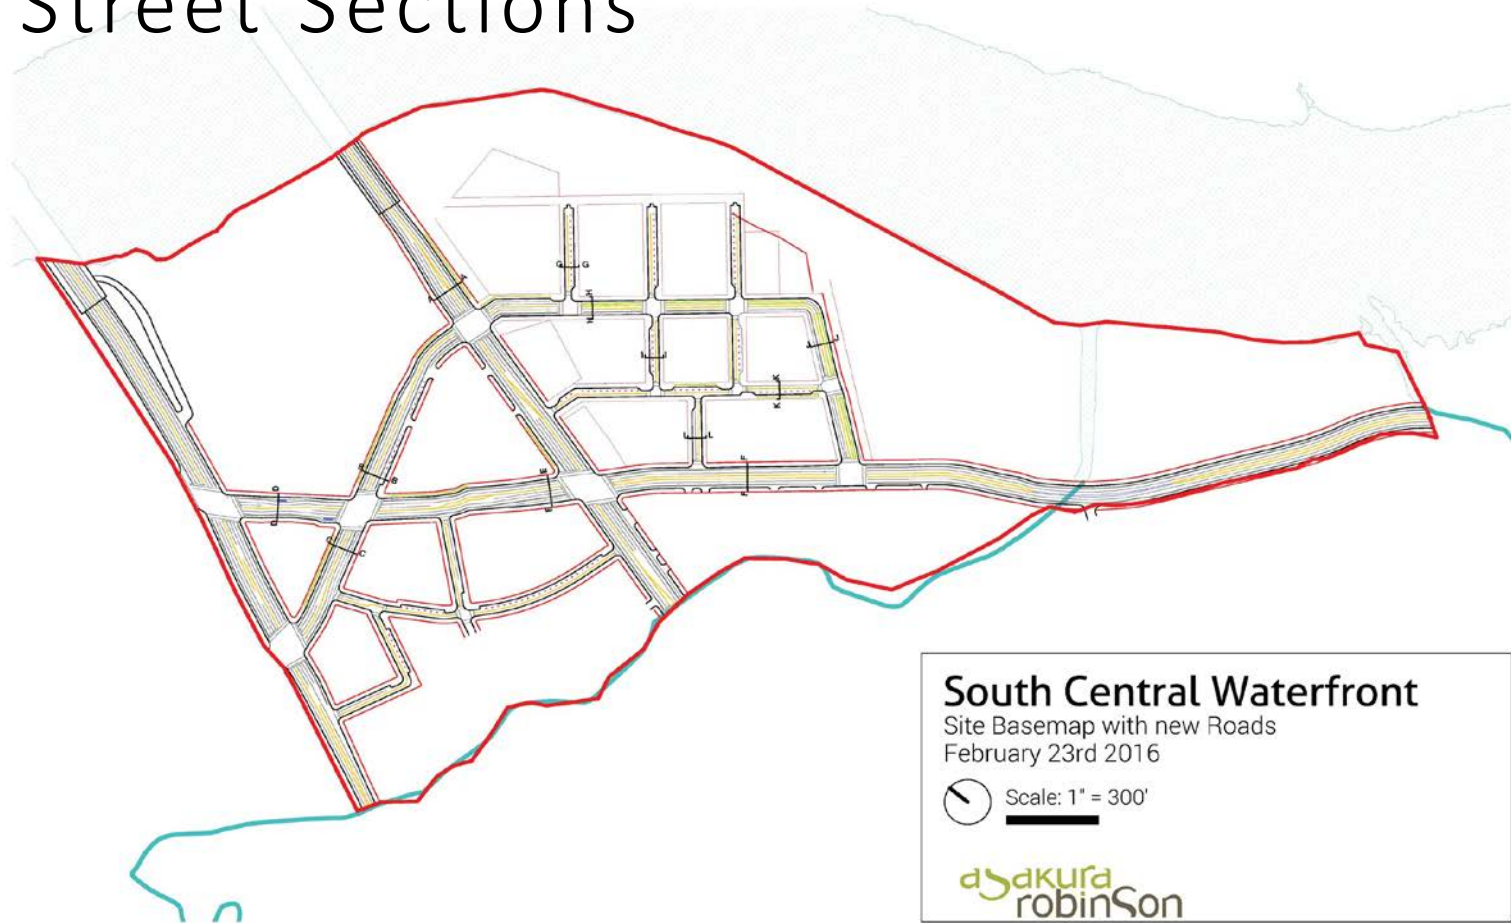 Street Sections
A
G G
H
H
J
K
K
L
F
F
E
E
B
B
D
D
C
C
South Central Waterfront
Site Basemap with new Roads
February 23rd 2016
Scale: 1" = 300'
asakura
robinson